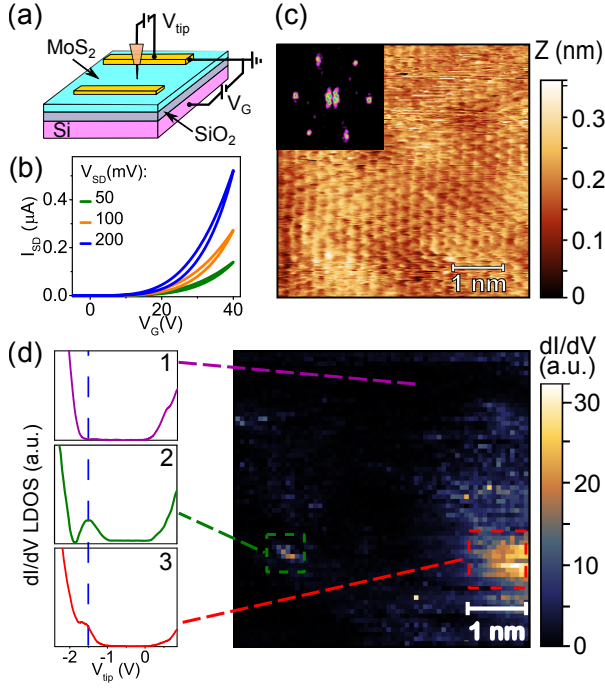 (a)
V_tip
MoS₂
V_G
Si
SiO₂
(b)
V_SD(mV):
50
100
200
I_SD (μA)
0.4
0.2
0.0
0
20
40
V_G(V)
(c)
1 nm
Z (nm)
0.3
0.2
0.1
0
(d)
1
2
3
dI/dV LDOS (a.u.)
-2
-1
0
V_tip (V)
1 nm
dI/dV
(a.u.)
30
20
10
0